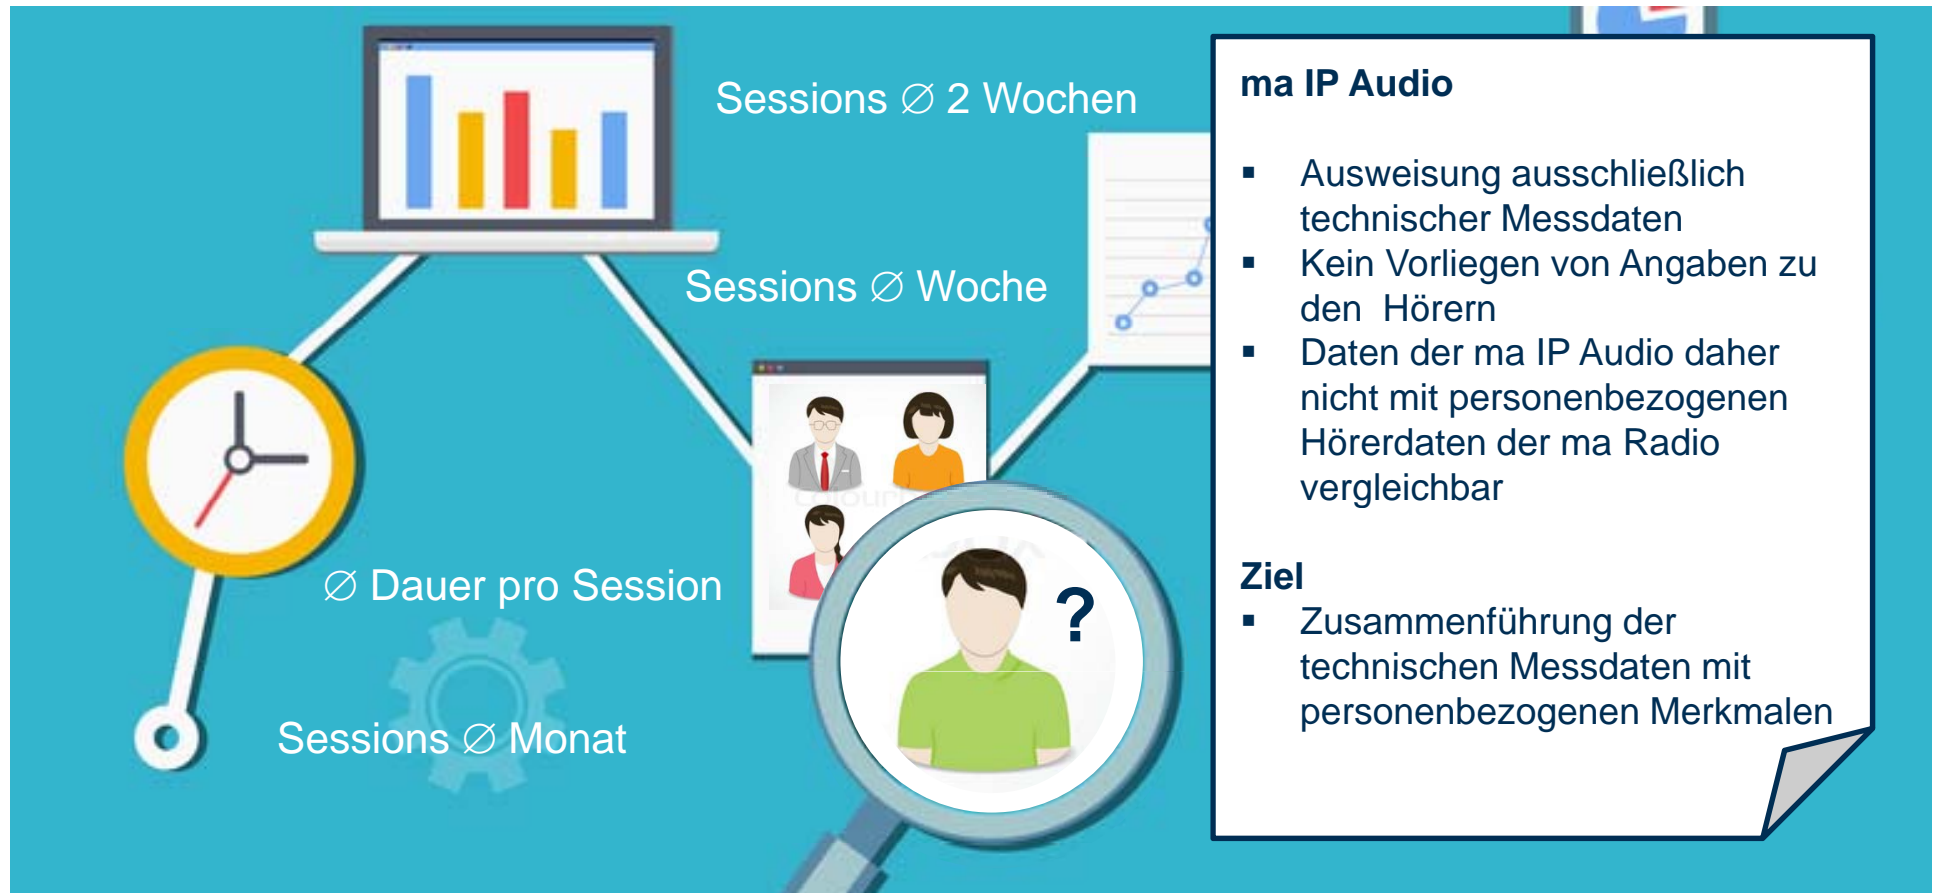 Sessions ∅ 2 Wochen
Sessions ∅ Woche
∅ Dauer pro Session
Sessions ∅ Monat
ma IP Audio
▪ Ausweisung ausschließlich
technischer Messdaten
▪ Kein Vorliegen von Angaben zu
den Hörern
▪ Daten der ma IP Audio daher
nicht mit personenbezogenen
Hörerdaten der ma Radio
vergleichbar
Ziel
▪ Zusammenführung der
technischen Messdaten mit
personenbezogenen Merkmalen
?